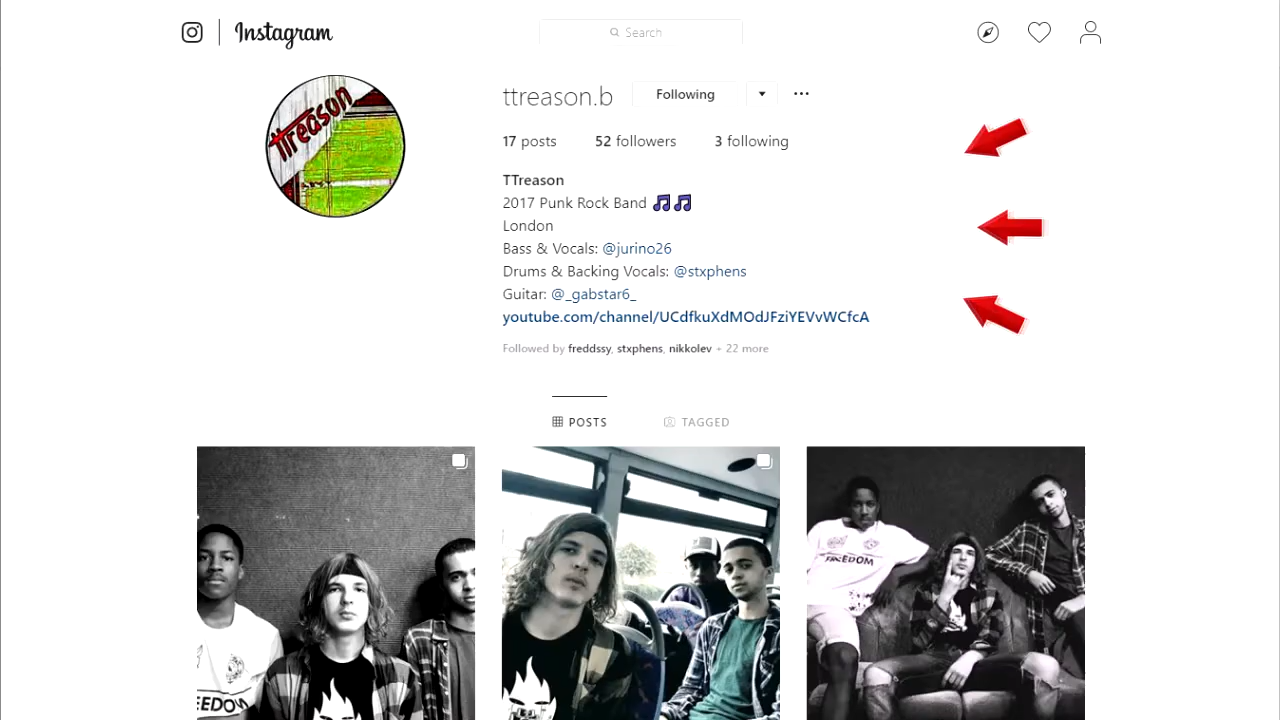 Instagram
Search
TTreason
ttreason.b Following
17 posts 52 followers 3 following
TTreason
2017 Punk Rock Band 🎵🎵
London
Bass & Vocals: @jurino26
Drums & Backing Vocals: @stxphens
Guitar: @_gabstar6_
youtube.com/channel/UCdfkuXdMOdJFziYEVvWCfcA
Followed by freddssy, stxphens, nikkolev + 22 more
POSTS TAGGED
FREEDOM